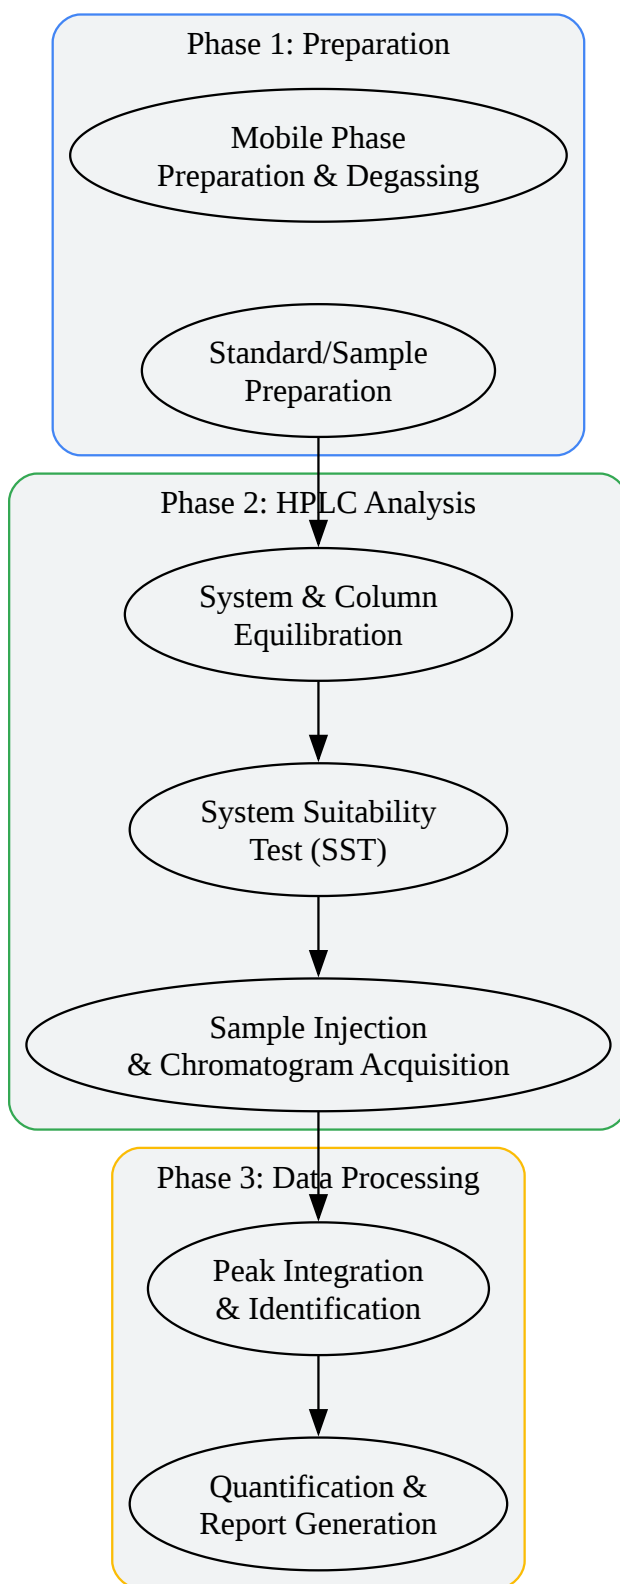 Phase 1: Preparation
Mobile Phase
Preparation & Degassing
Standard/Sample
Preparation
Phase 2: HPLC Analysis
System & Column
Equilibration
System Suitability
Test (SST)
Sample Injection
& Chromatogram Acquisition
Phase 3: Data Processing
Peak Integration
& Identification
Quantification &
Report Generation